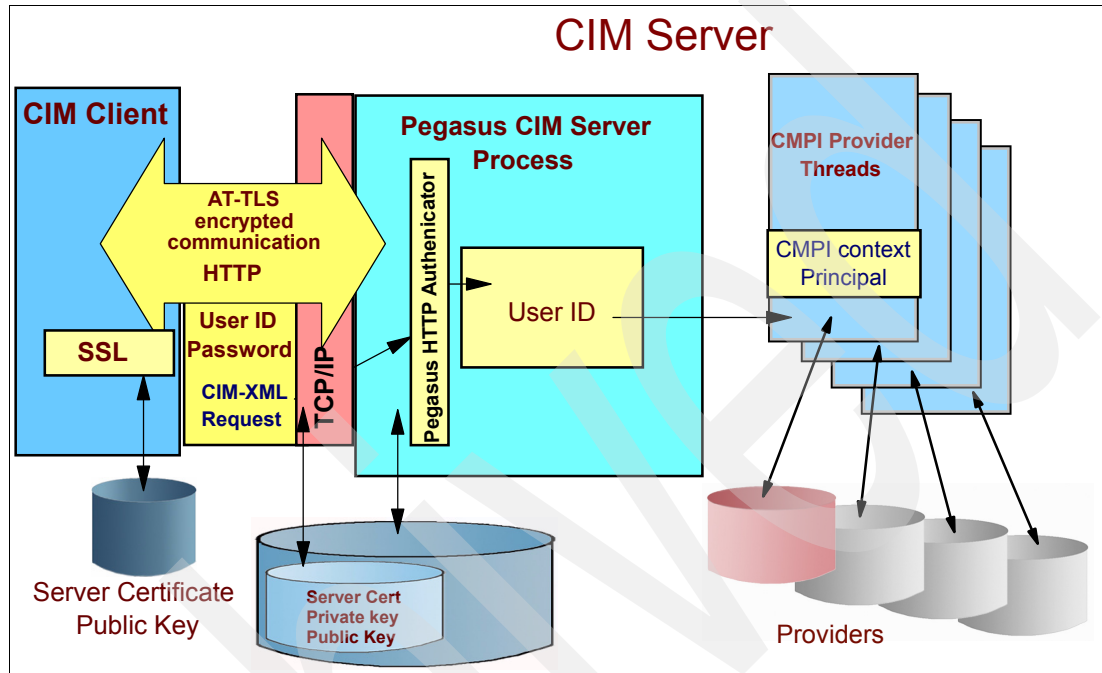 CIM Server
CIM Client
AT-TLS
encrypted
communication
HTTP
SSL
User ID
Password
CIM-XML
Request
TCP/IP
Pegasus CIM Server
Process
Pegasus HTTP Authenicator
User ID
CMPI Provider
Threads
CMPI context
Principal
Server Certificate
Public Key
Server Cert
Private key
Public Key
Providers